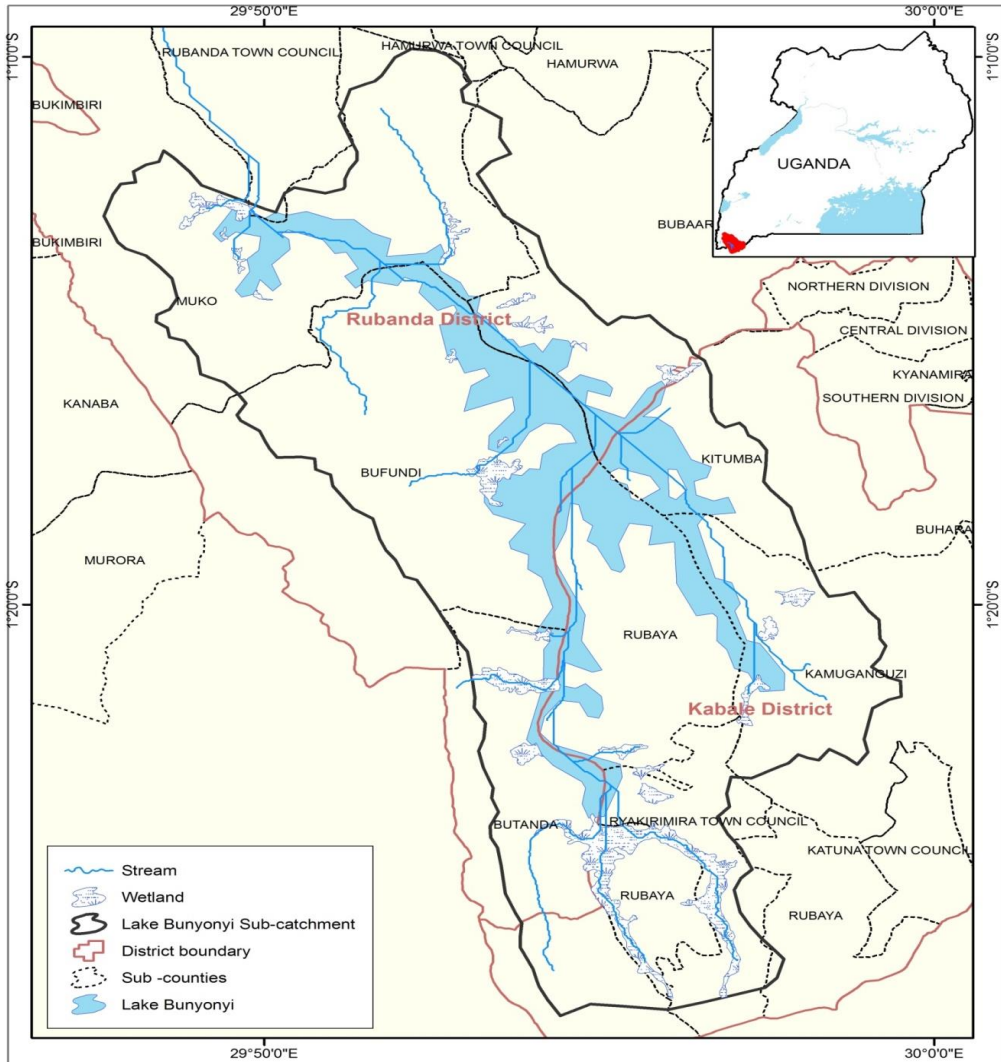 29°50'0"E
30°0'0"E
1°10'0"S
1°10'0"S
RUBANDA TOWN COUNCIL
HAMURWA TOWN COUNCIL
HAMURWA
BUKIMBIRI
UGANDA
BUBAAR
BUKIMBIRI
MUKO
NORTHERN DIVISION
Rubanda District
CENTRAL DIVISION
KYANAMIRA
KANABA
SOUTHERN DIVISION
KITUMBA
BUFUNDI
BUHARA
MURORA
1°20'0"S
1°20'0"S
RUBAYA
KAMUGANGUZI
Kabale District
BUTANDA
RYAKIRIMIRA TOWN COUNCIL
KATUNA TOWN COUNCIL
RUBAYA
RUBAYA
Stream
Wetland
Lake Bunyonyi Sub-catchment
District boundary
Sub -counties
Lake Bunyonyi
29°50'0"E
30°0'0"E